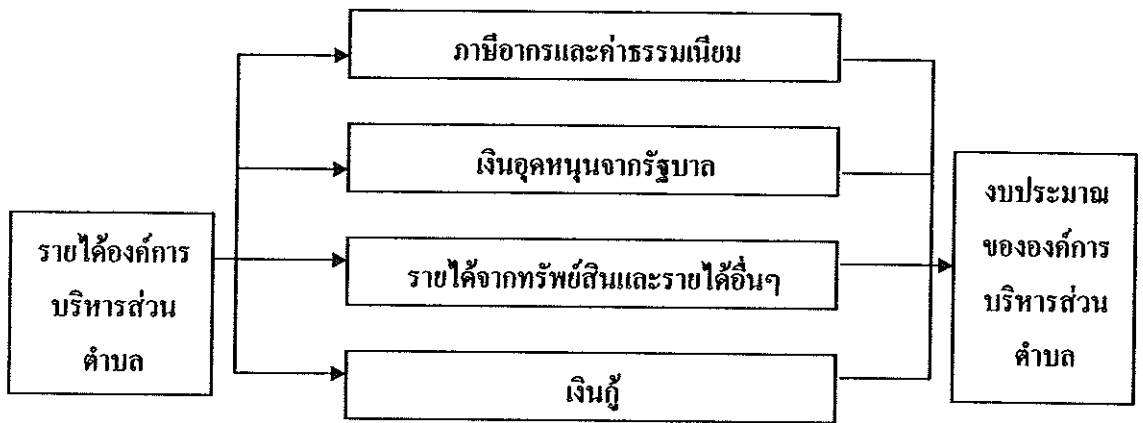 ภาษีอากรและค่าธรรมเนียม
เงินอุดหนุนจากรัฐบาล
รายได้องค์การ
บริหารส่วน
ตำบล
รายได้จากทรัพย์สินและรายได้อื่นๆ
เงินกู้
งบประมาณ
ขององค์การ
บริหารส่วน
ตำบล